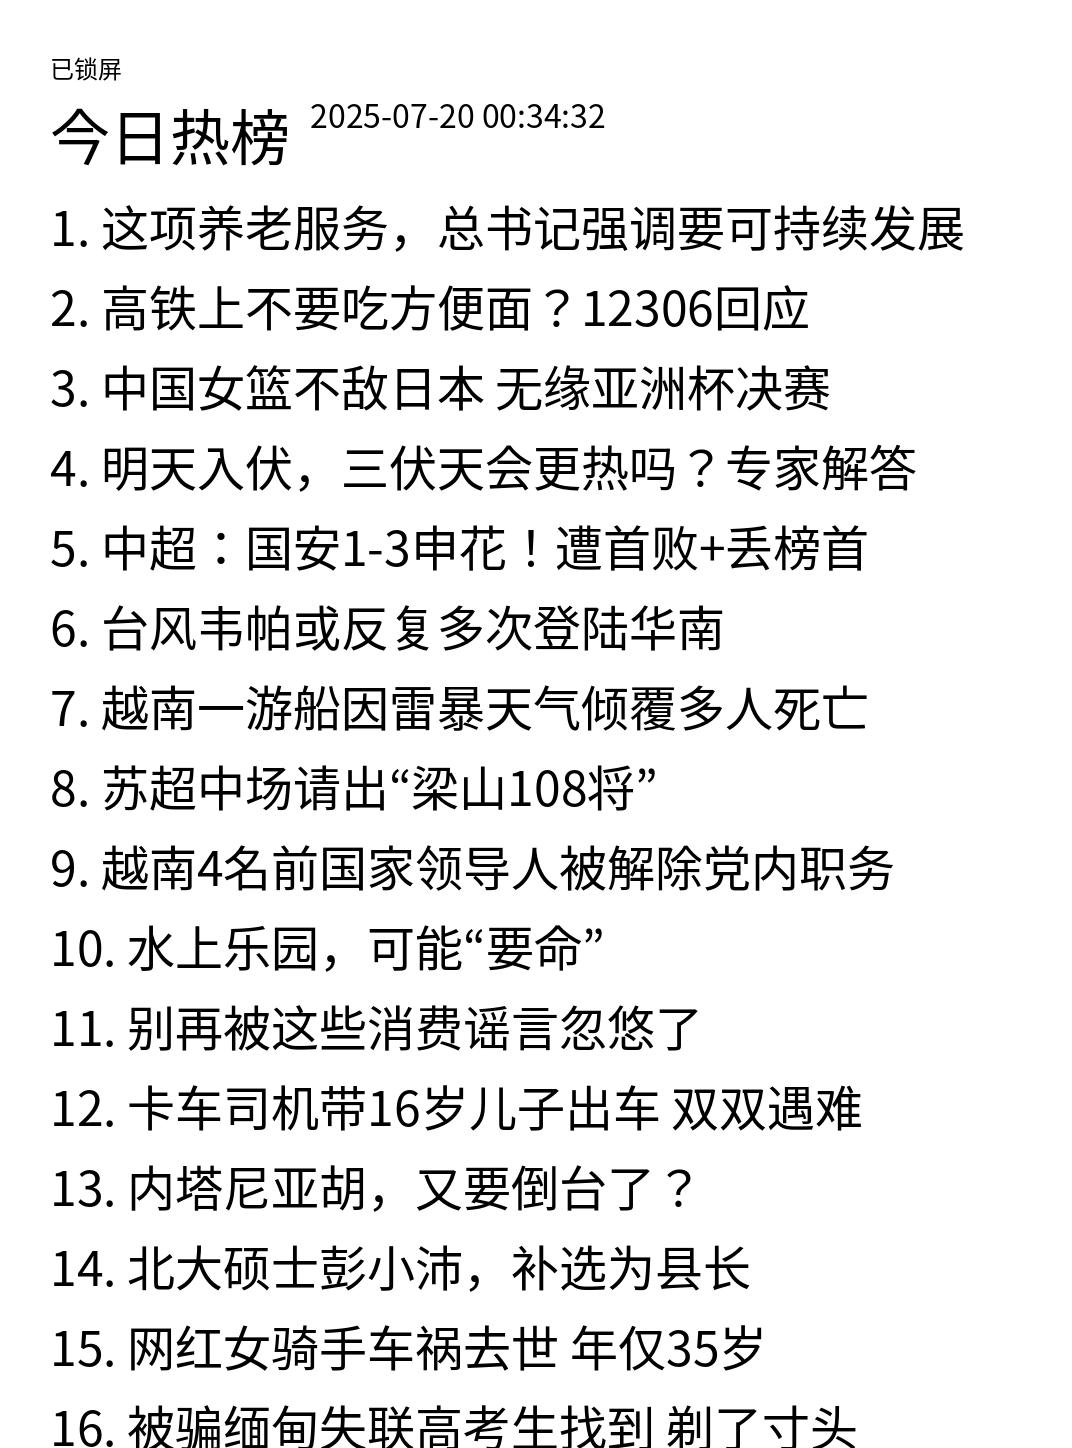 已锁屏
今日热榜 2025-07-20 00:34:32
1. 这项养老服务，总书记强调要可持续发展
2. 高铁上不要吃方便面？12306回应
3. 中国女篮不敌日本 无缘亚洲杯决赛
4. 明天入伏，三伏天会更热吗？专家解答
5. 中超：国安1-3申花！遭首败+丢榜首
6. 台风韦帕或反复多次登陆华南
7. 越南一游船因雷暴天气倾覆多人死亡
8. 苏超中场请出“梁山108将”
9. 越南4名前国家领导人被解除党内职务
10. 水上乐园，可能“要命”
11. 别再被这些消费谣言忽悠了
12. 卡车司机带16岁儿子出车 双双遇难
13. 内塔尼亚胡，又要倒台了？
14. 北大硕士彭小沛，补选为县长
15. 网红女骑手车祸去世 年仅35岁
16. 被骗缅甸失联高考生找到 剃了寸头